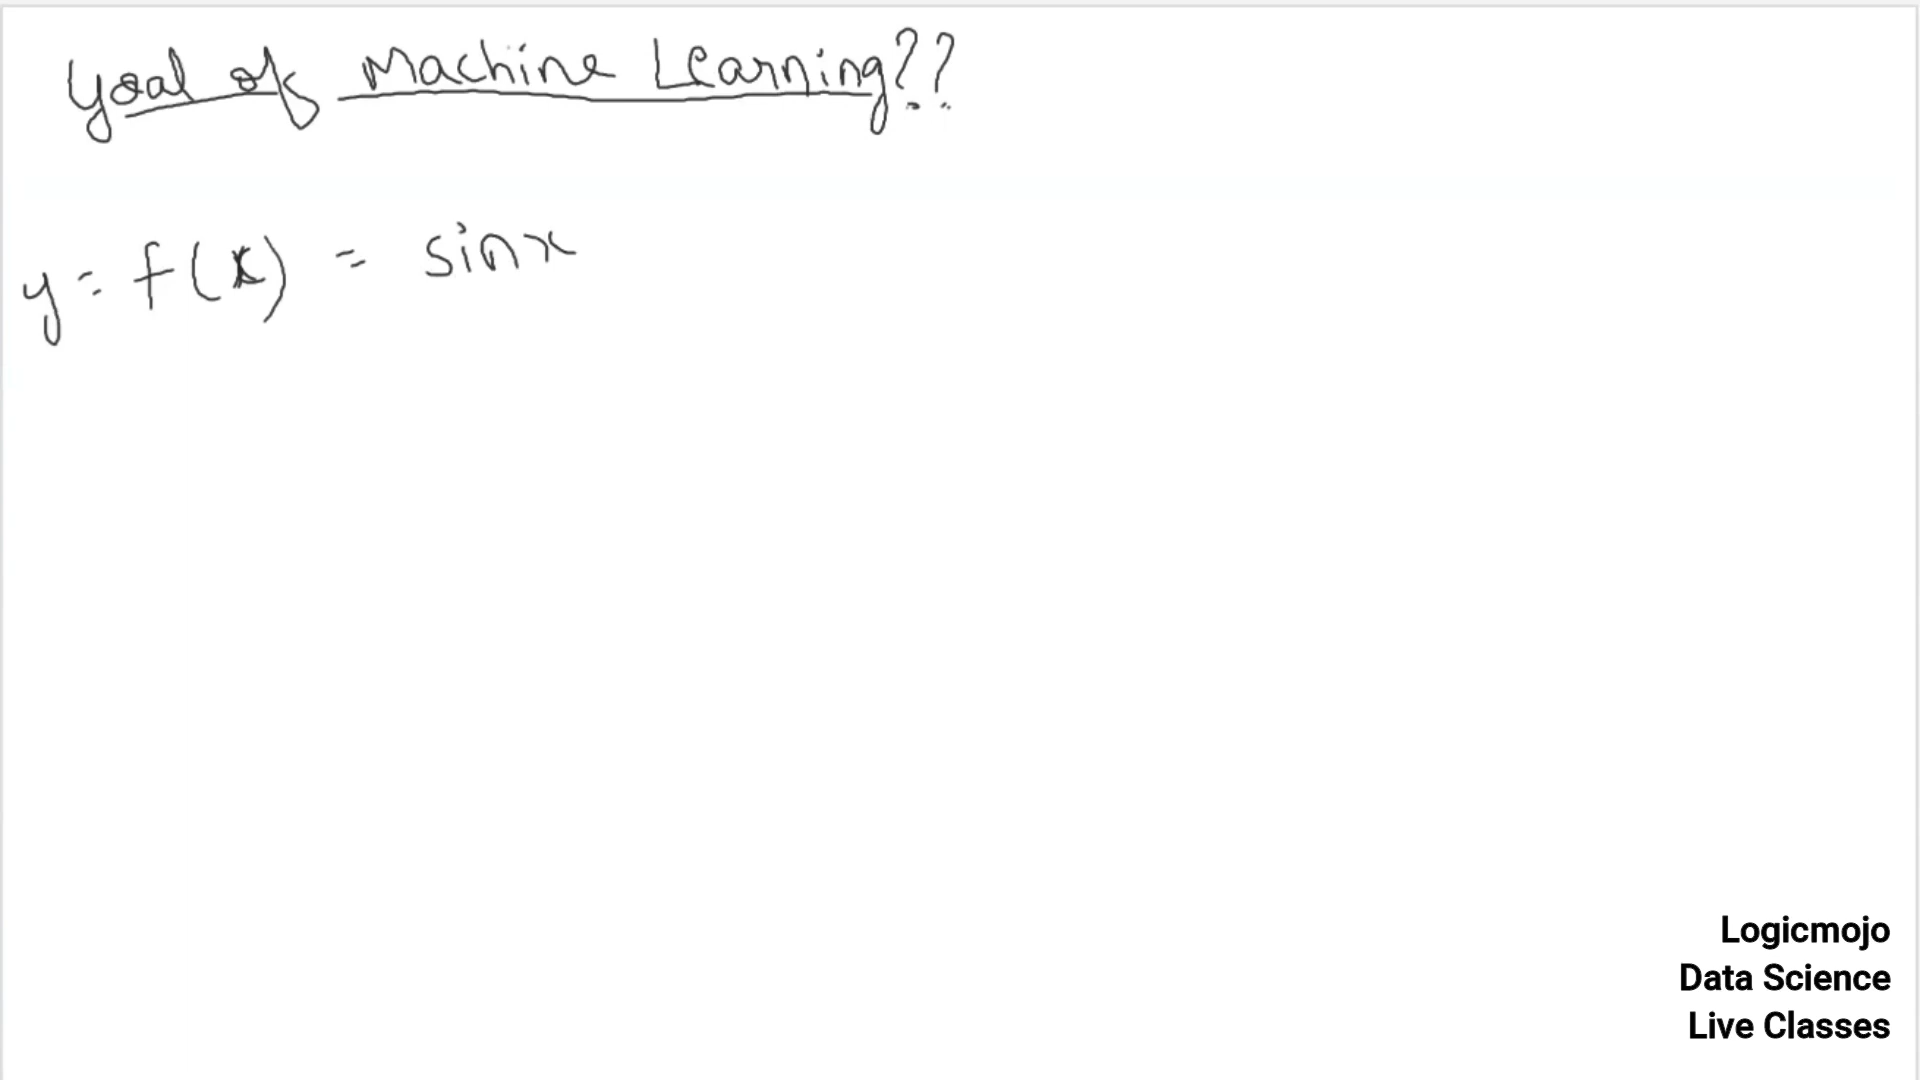 Goal of Machine Learning??
y = f(x) = sinx
Logicmojo
Data Science
Live Classes